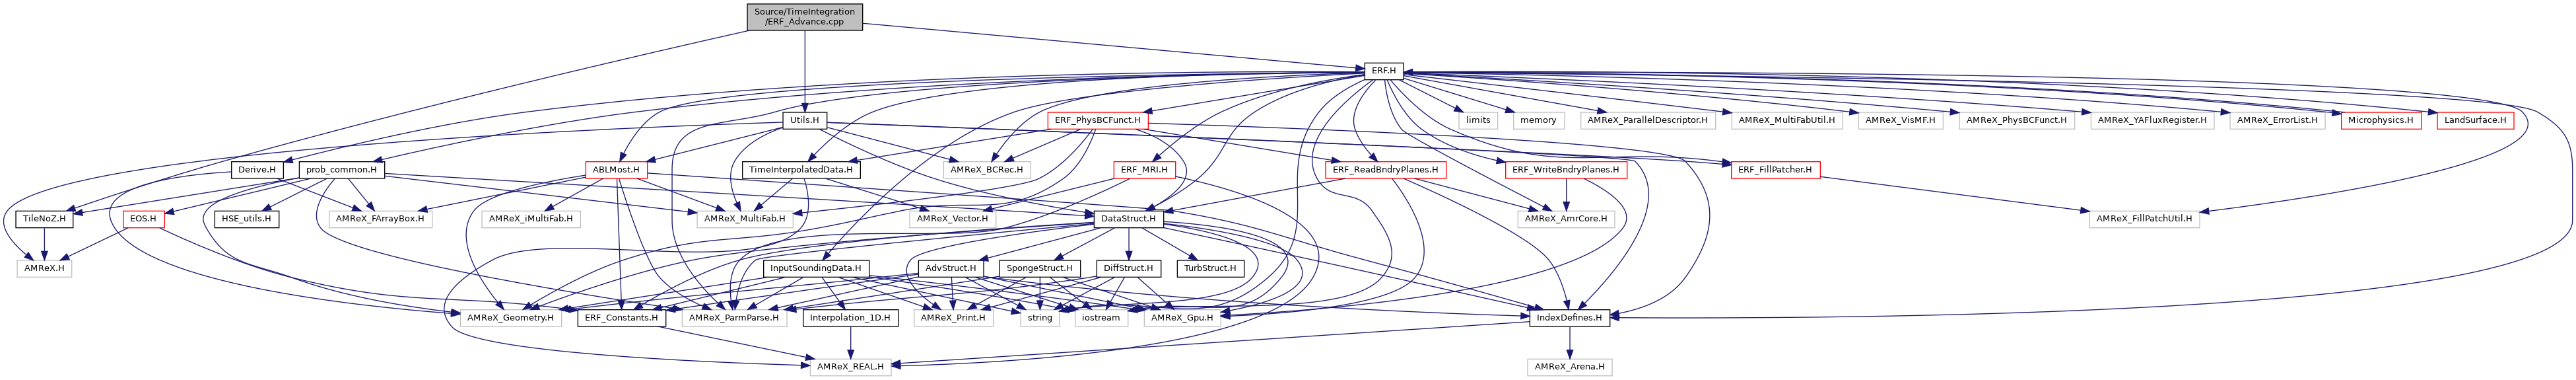 Source/TimeIntegration
/ERF_Advance.cpp
ERF.H
Utils.H
ERF_PhysBCFunct.H
limits
memory
AMReX_ParallelDescriptor.H
AMReX_MultiFabUtil.H
AMReX_VisMF.H
AMReX_PhysBCFunct.H
AMReX_YAFluxRegister.H
AMReX_ErrorList.H
Microphysics.H
LandSurface.H
Derive.H
prob_common.H
ABLMost.H
TimeInterpolatedData.H
AMReX_BCRec.H
ERF_MRI.H
ERF_ReadBndryPlanes.H
ERF_WriteBndryPlanes.H
ERF_FillPatcher.H
TileNoZ.H
EOS.H
HSE_utils.H
AMReX_FArrayBox.H
AMReX_iMultiFab.H
AMReX_MultiFab.H
AMReX_Vector.H
DataStruct.H
AMReX_AmrCore.H
AMReX_FillPatchUtil.H
AMReX.H
InputSoundingData.H
AdvStruct.H
SpongeStruct.H
DiffStruct.H
TurbStruct.H
AMReX_Geometry.H
ERF_Constants.H
AMReX_ParmParse.H
Interpolation_1D.H
AMReX_Print.H
string
iostream
AMReX_Gpu.H
IndexDefines.H
AMReX_REAL.H
AMReX_Arena.H